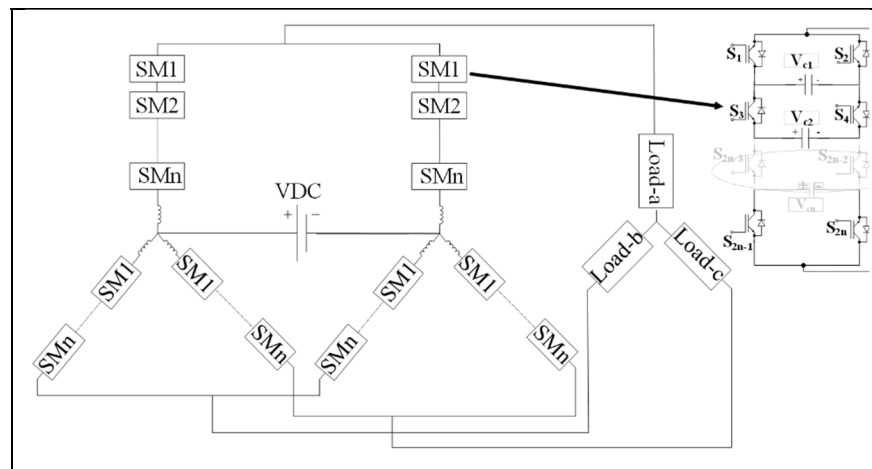 SM1
SM2
SMn
SM1
SM2
SMn
VDC
+ −
SM1
SMn
SM1
SMn
SM1
SMn
SM1
SMn
Load-a
Load-b
Load-c
S1
Vc1
S2
+ -
S3
Vc2
S4
+ -
S2n-3
S2n-2
Vcn
S2n-1
S2n